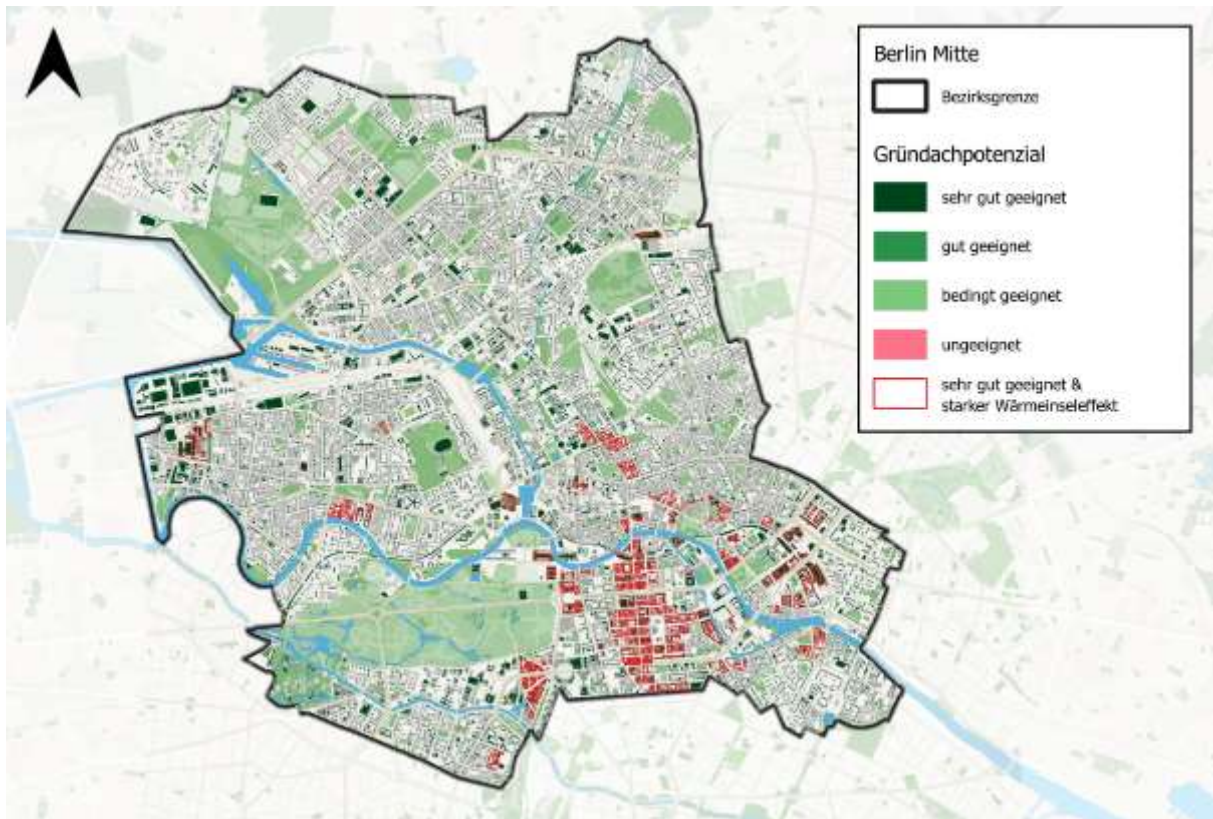 Berlin Mitte
Bezirksgrenze
Gründachpotenzial
sehr gut geeignet
gut geeignet
bedingt geeignet
ungeeignet
sehr gut geeignet &
starker Wärmeinseleffekt